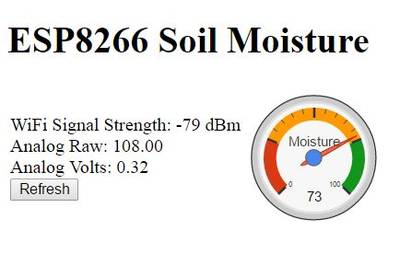 ESP8266 Soil Moisture
WiFi Signal Strength: -79 dBm
Analog Raw: 108.00
Analog Volts: 0.32
Refresh
Moisture
0
100
73